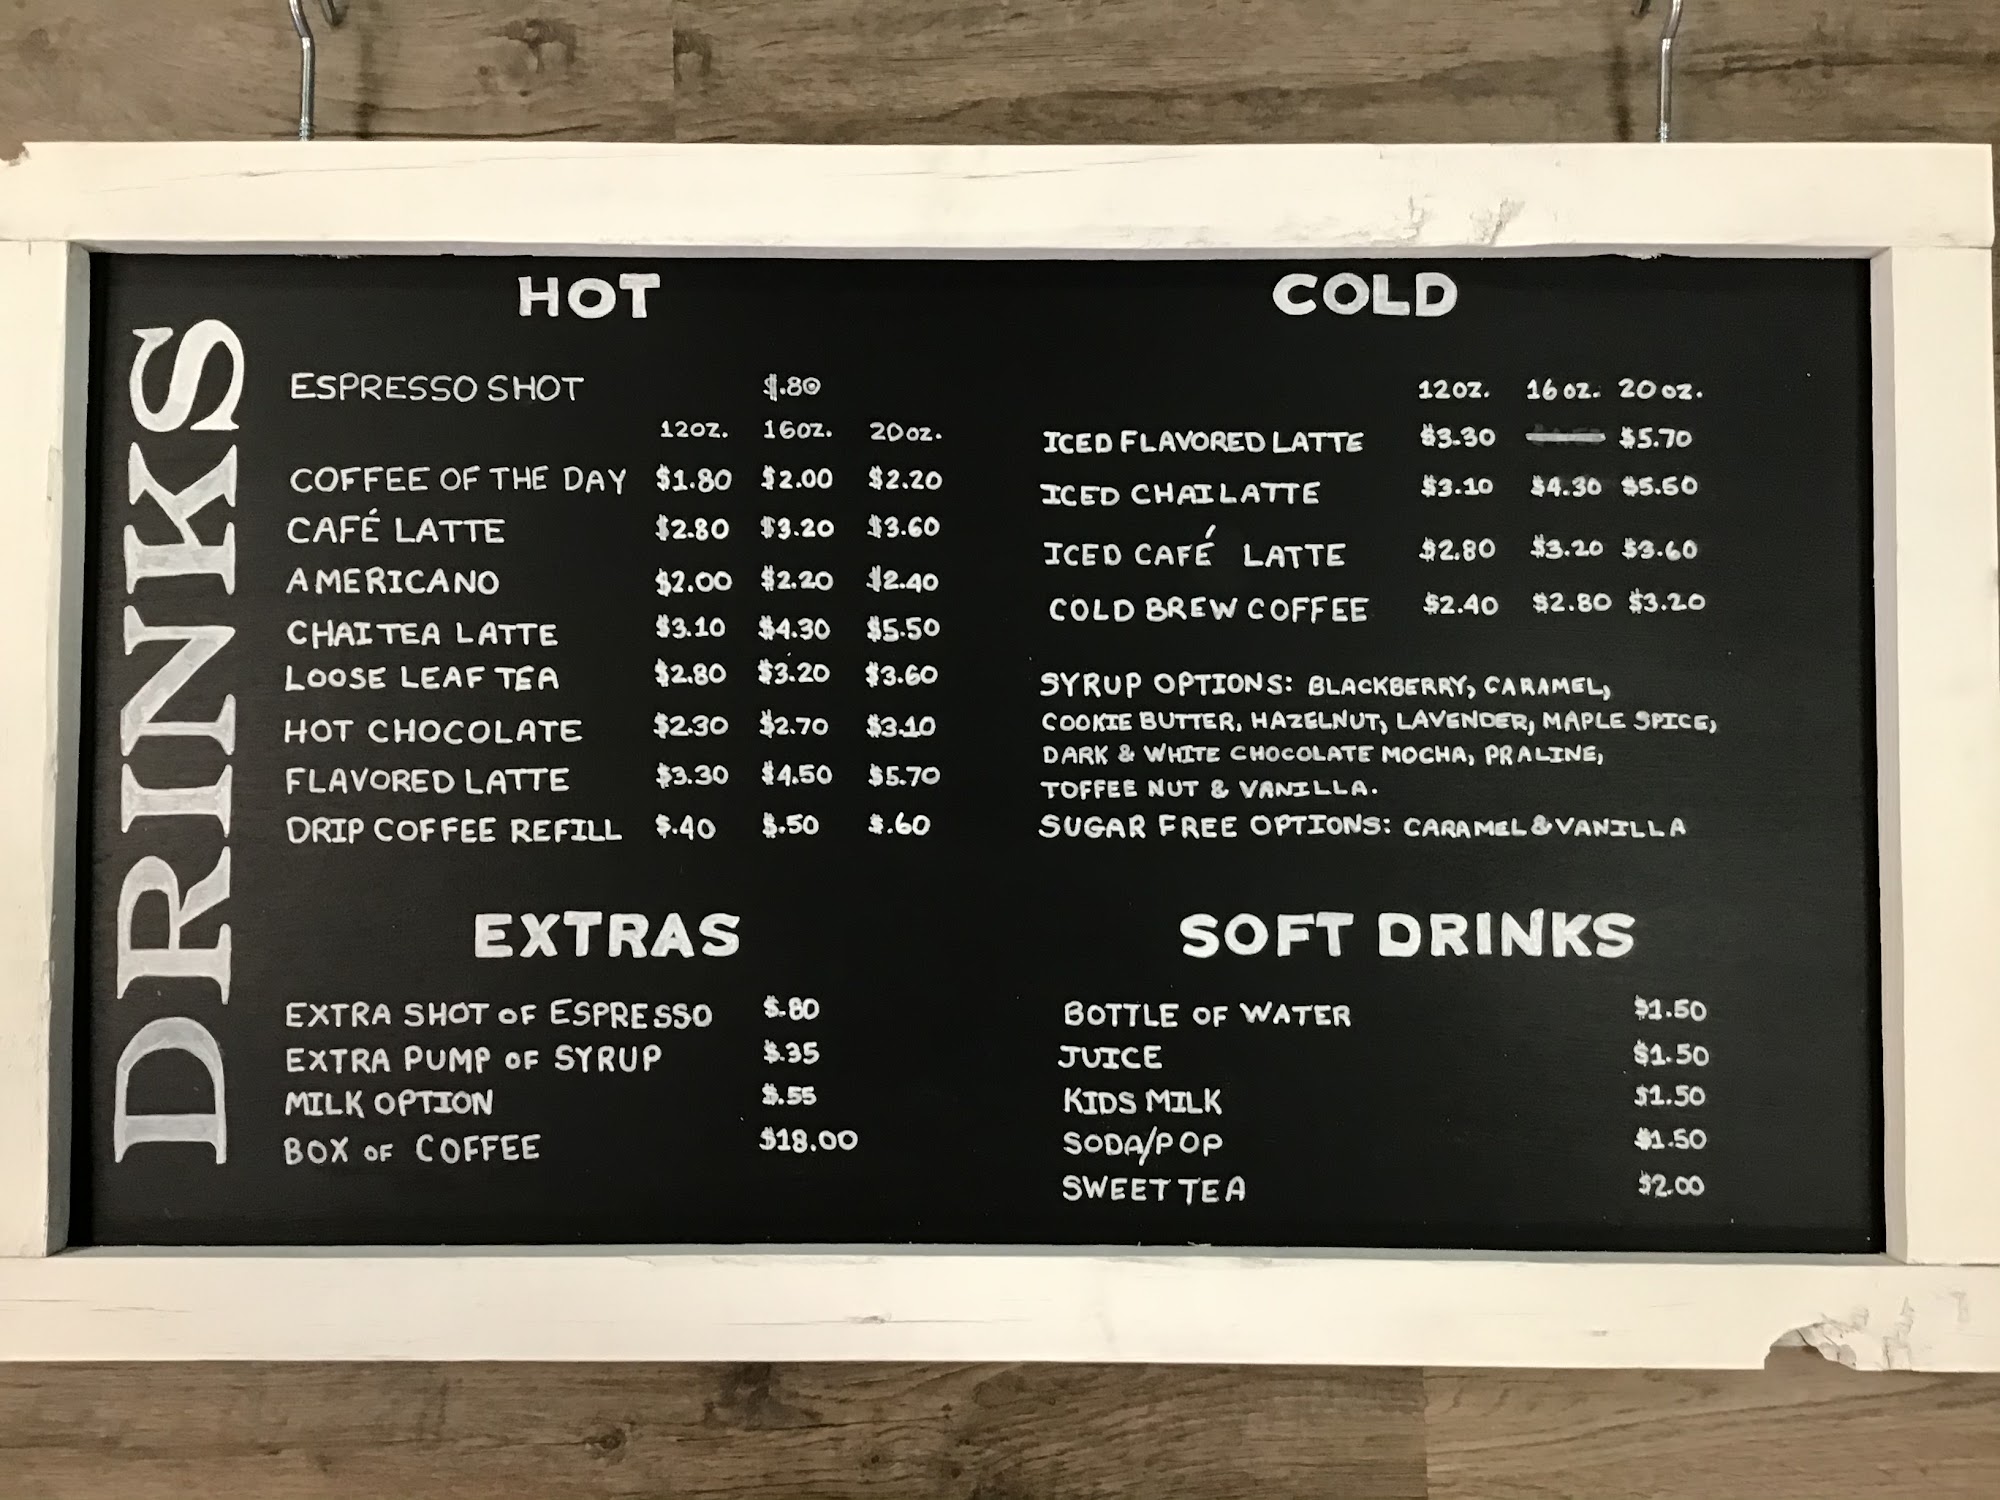 DRINKS
HOT
ESPRESSO SHOT $.80
12OZ. 16OZ. 20OZ.
COFFEE OF THE DAY $1.80 $2.00 $2.20
CAFÉ LATTE $2.80 $3.20 $3.60
AMERICANO $2.00 $2.20 $2.40
CHAI TEA LATTE $3.10 $4.30 $5.50
LOOSE LEAF TEA $2.80 $3.20 $3.60
HOT CHOCOLATE $2.30 $2.70 $3.10
FLAVORED LATTE $3.30 $4.50 $5.70
DRIP COFFEE REFILL $.40 $.50 $.60
EXTRAS
EXTRA SHOT OF ESPRESSO $.80
EXTRA PUMP OF SYRUP $.35
MILK OPTION $.55
BOX OF COFFEE $18.00
COLD
12OZ. 16OZ. 20OZ.
ICED FLAVORED LATTE $3.30 $5.70
ICED CHAI LATTE $3.10 $4.30 $5.50
ICED CAFÉ LATTE $2.80 $3.20 $3.60
COLD BREW COFFEE $2.40 $2.80 $3.20
SYRUP OPTIONS: BLACKBERRY, CARAMEL,
COOKIE BUTTER, HAZELNUT, LAVENDER, MAPLE SPICE,
DARK & WHITE CHOCOLATE MOCHA, PRALINE,
TOFFEE NUT & VANILLA.
SUGAR FREE OPTIONS: CARAMEL & VANILLA
SOFT DRINKS
BOTTLE OF WATER $1.50
JUICE $1.50
KIDS MILK $1.50
SODA/POP $1.50
SWEET TEA $2.00